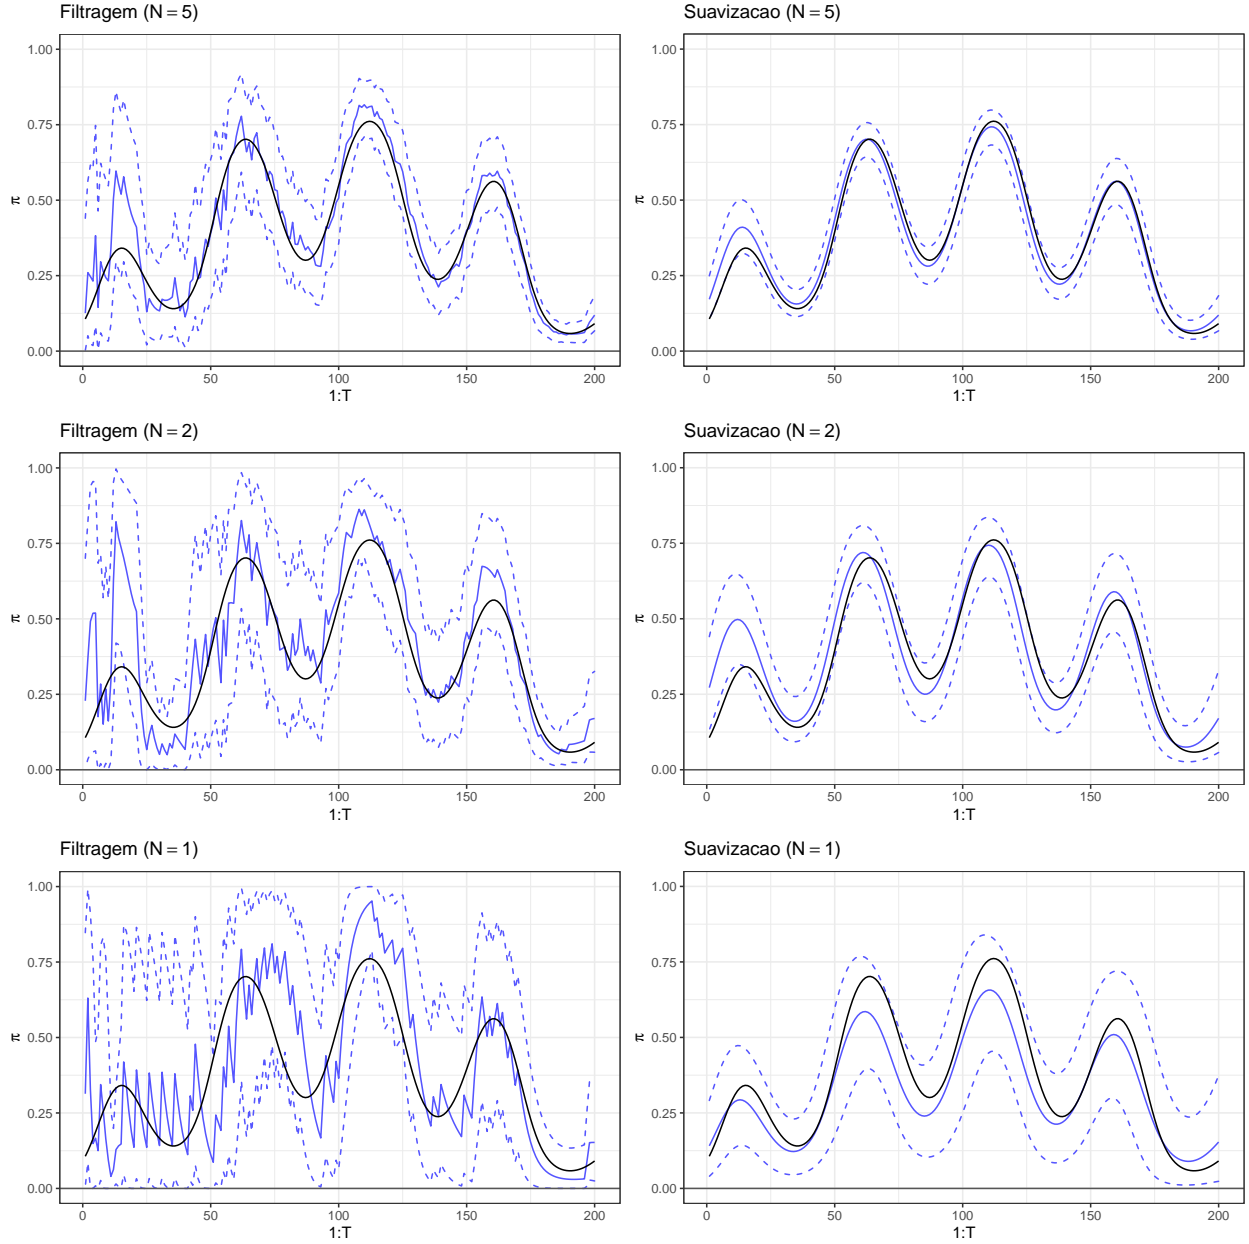 Filtragem (N = 5)
1.00
0.75
0.50
0.25
0.00
π
0 50 100 150 200
1:T
Suavizacao (N = 5)
1.00
0.75
0.50
0.25
0.00
π
0 50 100 150 200
1:T
Filtragem (N = 2)
1.00
0.75
0.50
0.25
0.00
π
0 50 100 150 200
1:T
Suavizacao (N = 2)
1.00
0.75
0.50
0.25
0.00
π
0 50 100 150 200
1:T
Filtragem (N = 1)
1.00
0.75
0.50
0.25
0.00
π
0 50 100 150 200
1:T
Suavizacao (N = 1)
1.00
0.75
0.50
0.25
0.00
π
0 50 100 150 200
1:T